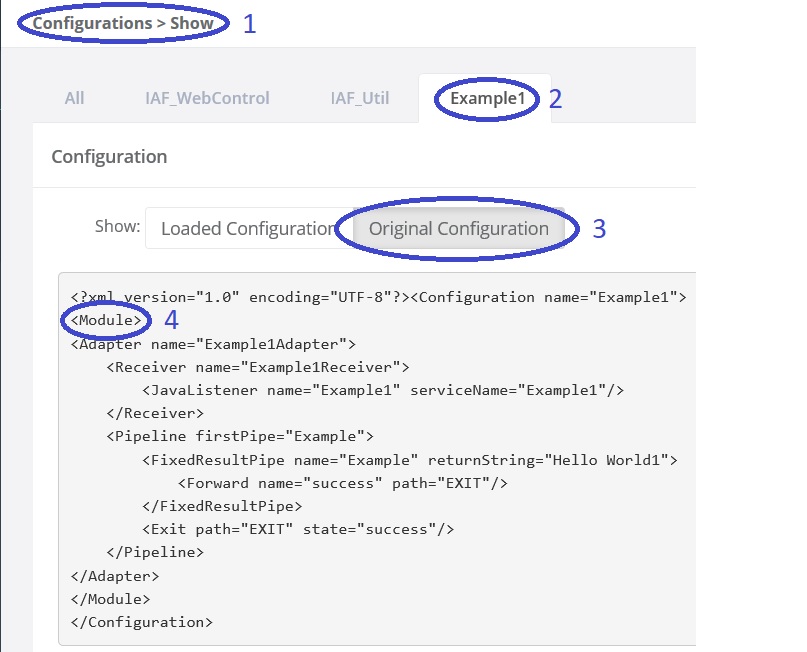 Configurations > Show 1
All IAF_WebControl IAF_Util Example1 2
Configuration
Show: Loaded Configuration Original Configuration 3
<?xml version="1.0" encoding="UTF-8"?><Configuration name="Example1">
<Module> 4
<Adapter name="Example1Adapter">
<Receiver name="Example1Receiver">
<JavaListener name="Example1" serviceName="Example1"/>
</Receiver>
<Pipeline firstPipe="Example">
<FixedResultPipe name="Example" returnString="Hello World1">
<Forward name="success" path="EXIT"/>
</FixedResultPipe>
<Exit path="EXIT" state="success"/>
</Pipeline>
</Adapter>
</Module>
</Configuration>